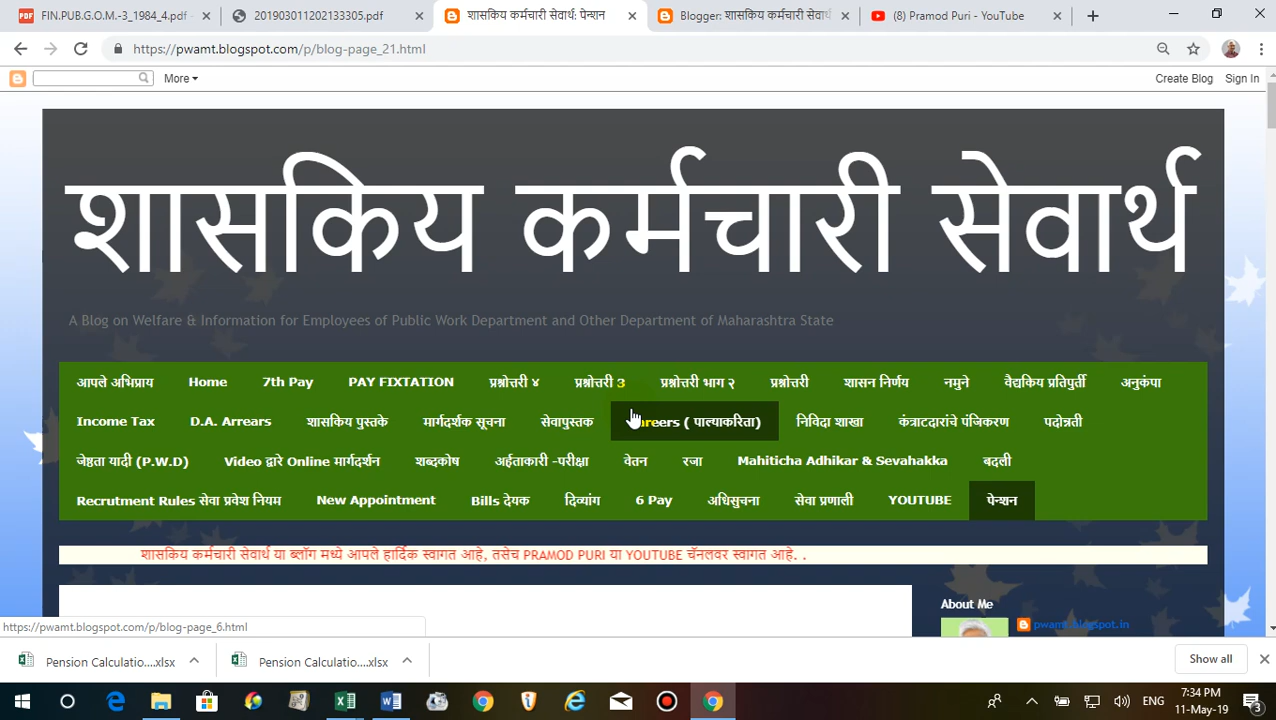 FIN.PUB.G.O.M.-3_1984_4.pdf -
201903011202133305.pdf
शासकिय कर्मचारी सेवार्थ: पेन्शन
Blogger: शासकिय कर्मचारी सेवार्थ
(8) Pramod Puri - YouTube
https://pwamt.blogspot.com/p/blog-page_21.html
More
Create Blog Sign In
शासकिय कर्मचारी सेवार्थ
A Blog on Welfare & Information for Employees of Public Work Department and Other Department of Maharashtra State
आपले अभिप्राय Home 7th Pay PAY FIXTATION प्रश्नोत्तरी ४ प्रश्नोत्तरी 3 प्रश्नोत्तरी भाग २ प्रश्नोत्तरी शासन निर्णय नमुने वैद्यकिय प्रतिपुर्ती अनुकंपा
Income Tax D.A. Arrears शासकिय पुस्तके मार्गदर्शक सूचना सेवापुस्तक Careers ( पाल्याकरिता) निविदा शाखा कंत्राटदारांचे पंजिकरण पदोन्नती
जेष्ठता यादी (P.W.D) Video द्वारे Online मार्गदर्शन शब्दकोष अर्हताकारी -परीक्षा वेतन रजा Mahiticha Adhikar & Sevahakka बदली
Recrutment Rules सेवा प्रवेश नियम New Appointment Bills देयक दिव्यांग 6 Pay अधिसुचना सेवा प्रणाली YOUTUBE पेन्शन
शासकिय कर्मचारी सेवार्थ या ब्लॉग मध्ये आपले हार्दिक स्वागत आहे, तसेच PRAMOD PURI या YOUTUBE चॅनलवर स्वागत आहे. .
About Me
pwamt.blogspot.in
https://pwamt.blogspot.com/p/blog-page_6.html
Pension Calculatio....xlsx
Pension Calculatio....xlsx
Show all
ENG
7:34 PM
11-May-19
3